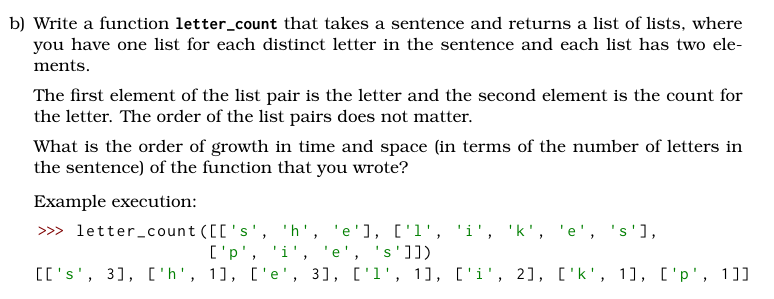 b) Write a function letter_count that takes a sentence and returns a list of lists, where
you have one list for each distinct letter in the sentence and each list has two ele-
ments.
The first element of the list pair is the letter and the second element is the count for
the letter. The order of the list pairs does not matter.
What is the order of growth in time and space (in terms of the number of letters in
the sentence) of the function that you wrote?
Example execution:
>>> letter_count([['s', 'h', 'e'], ['l', 'i', 'k', 'e', 's'],
['p', 'i', 'e', 's']])
[['s', 3], ['h', 1], ['e', 3], ['l', 1], ['i', 2], ['k', 1], ['p', 1]]